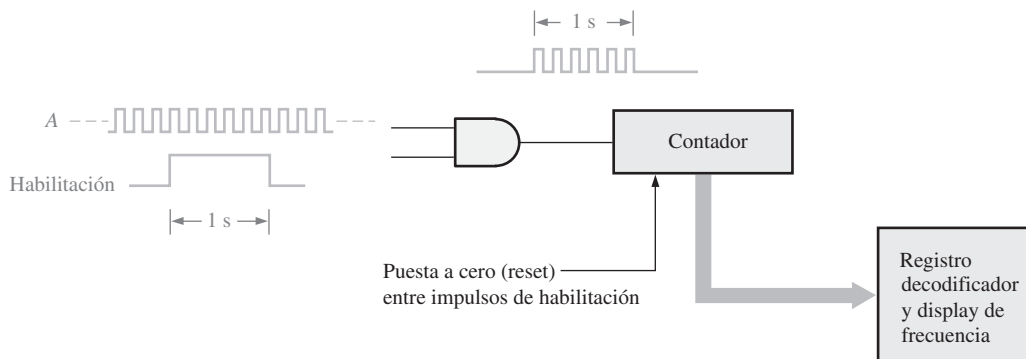 1 s
A
Habilitación
1 s
Contador
Puesta a cero (reset)
entre impulsos de habilitación
Registro
decodificador
y display de
frecuencia